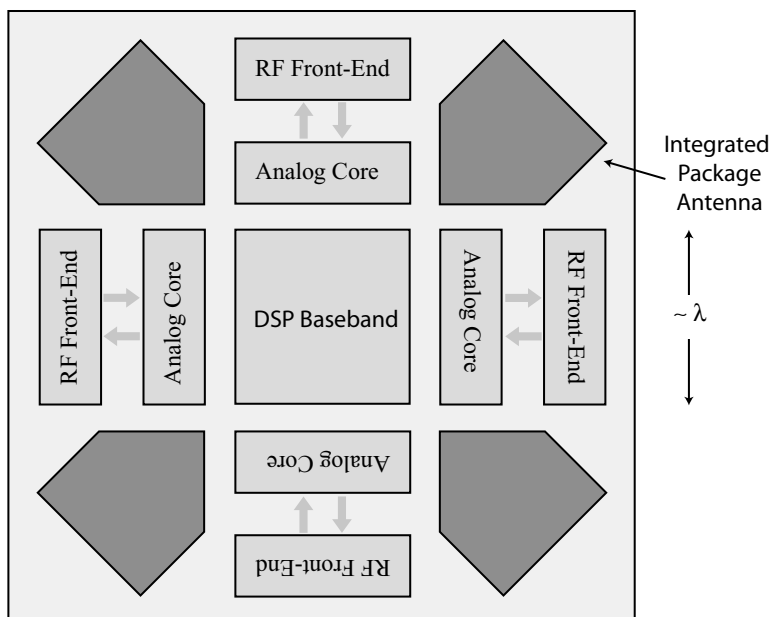 RF Front-End
Analog Core
Integrated
Package
Antenna
RF Front-End
Analog Core
DSP Baseband
Analog Core
RF Front-End
~ λ
Analog Core
RF Front-End